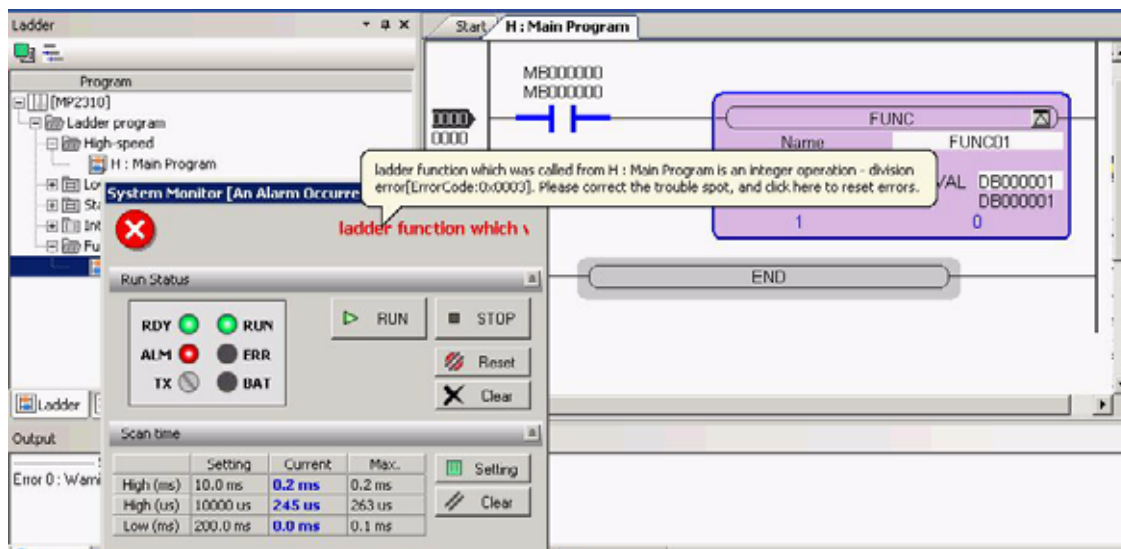 Ladder
Program
[MP2310]
Ladder program
High-speed
H : Main Program
Lo
Sta
Int
Fu
Ladder
Output
Error 0 : Warni
Start
H : Main Program
MB000000
MB000000
0000
FUNC
Name FUNC01
VAL DB000001
DB000001
1 0
END
ladder function which was called from H : Main Program is an integer operation - division
error[ErrorCode:0x0003]. Please correct the trouble spot, and click here to reset errors.
System Monitor [An Alarm Occurre
ladder function which
Run Status
RDY RUN
ALM ERR
TX BAT
RUN
STOP
Reset
Clear
Scan time
Setting Current Max.
High (ms) 10.0 ms 0.2 ms 0.2 ms
High (us) 10000 us 245 us 263 us
Low (ms) 200.0 ms 0.0 ms 0.1 ms
Setting
Clear